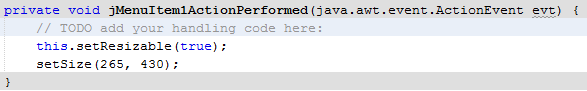 private void jMenuItem1ActionPerformed(java.awt.event.ActionEvent evt) {
// TODO add your handling code here:
this.setResizable(true);
setSize(265, 430);
}